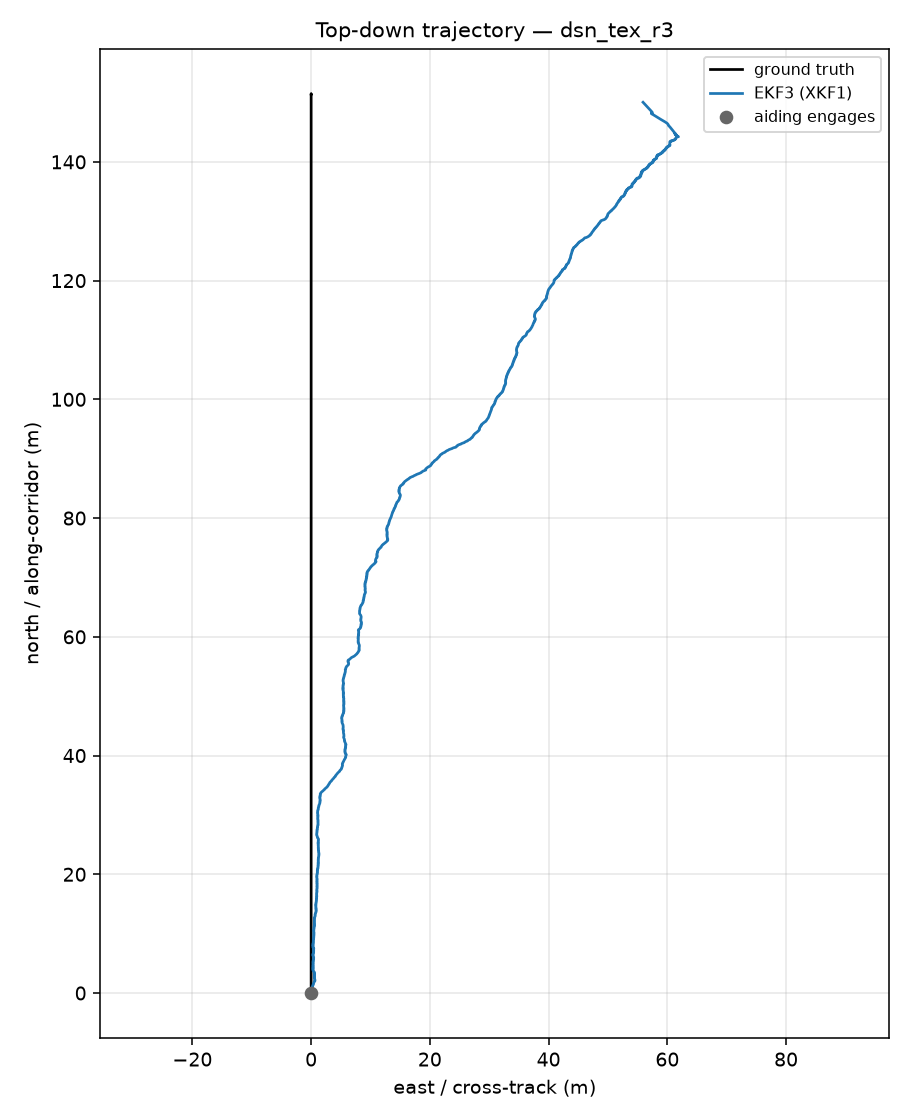 Top-down trajectory — dsn_tex_r3
ground truth
EKF3 (XKF1)
aiding engages
140
120
100
80
60
40
20
0
north / along-corridor (m)
−20 0 20 40 60 80
east / cross-track (m)